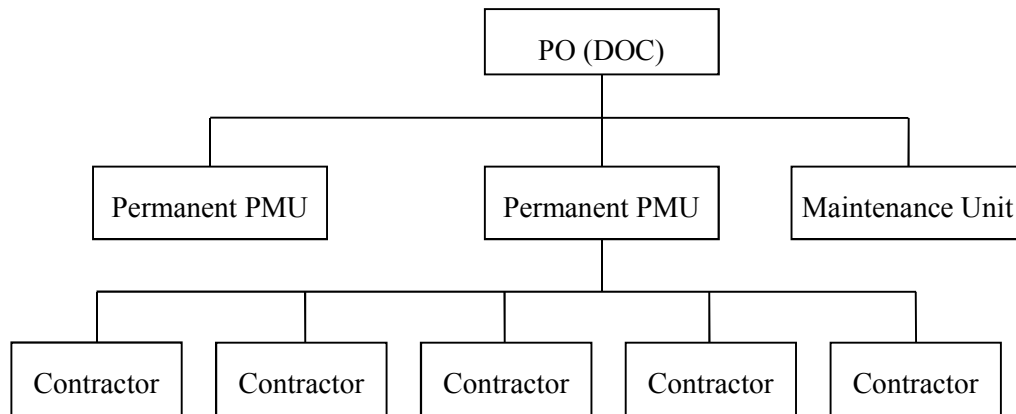 PO (DOC)
Permanent PMU
Permanent PMU
Maintenance Unit
Contractor
Contractor
Contractor
Contractor
Contractor